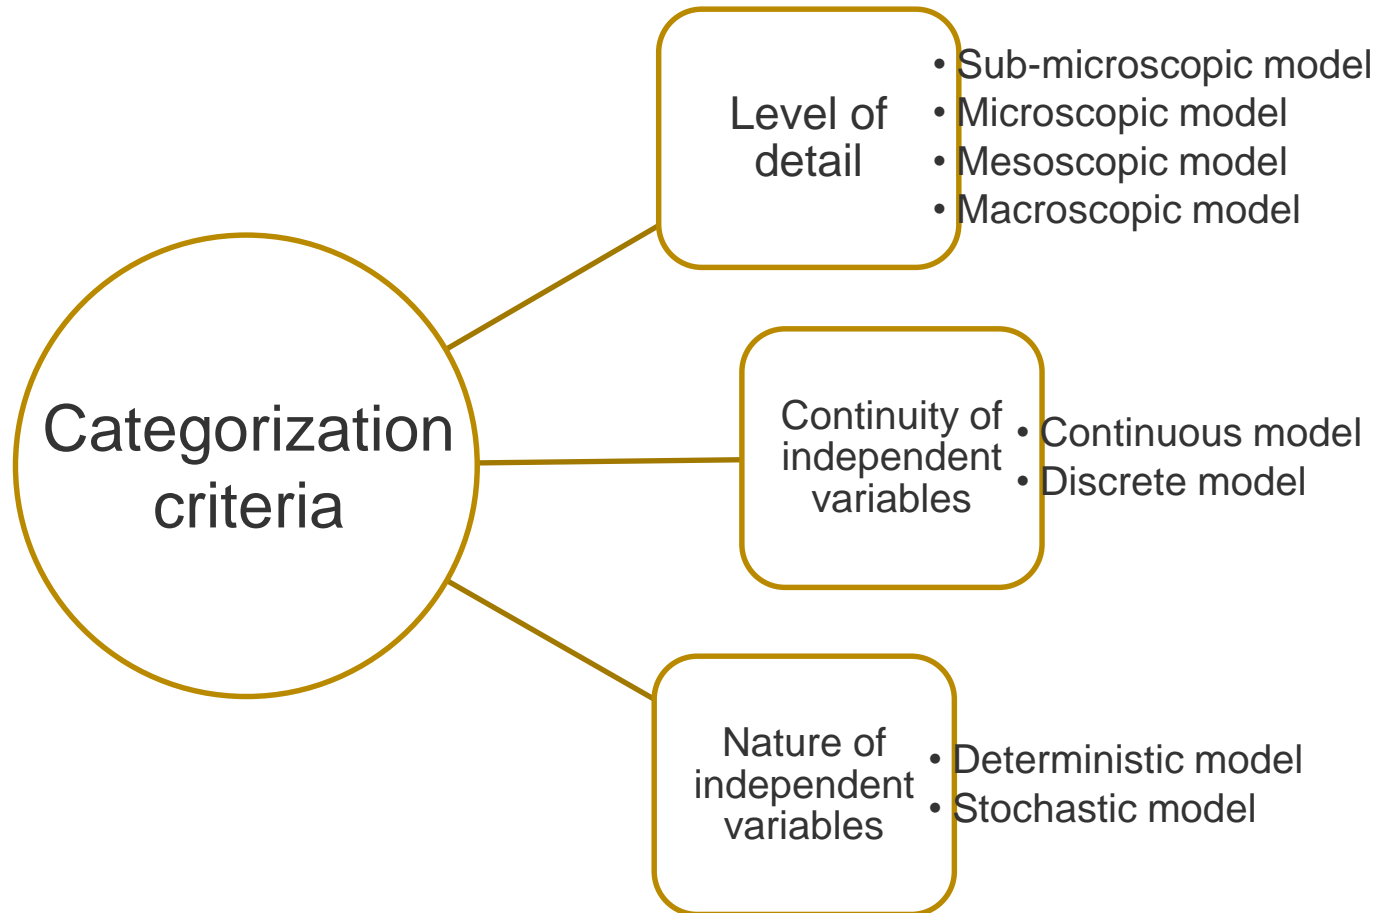 Categorization
criteria
Level of
detail
• Sub-microscopic model
• Microscopic model
• Mesoscopic model
• Macroscopic model
Continuity of
independent
variables
• Continuous model
• Discrete model
Nature of
independent
variables
• Deterministic model
• Stochastic model